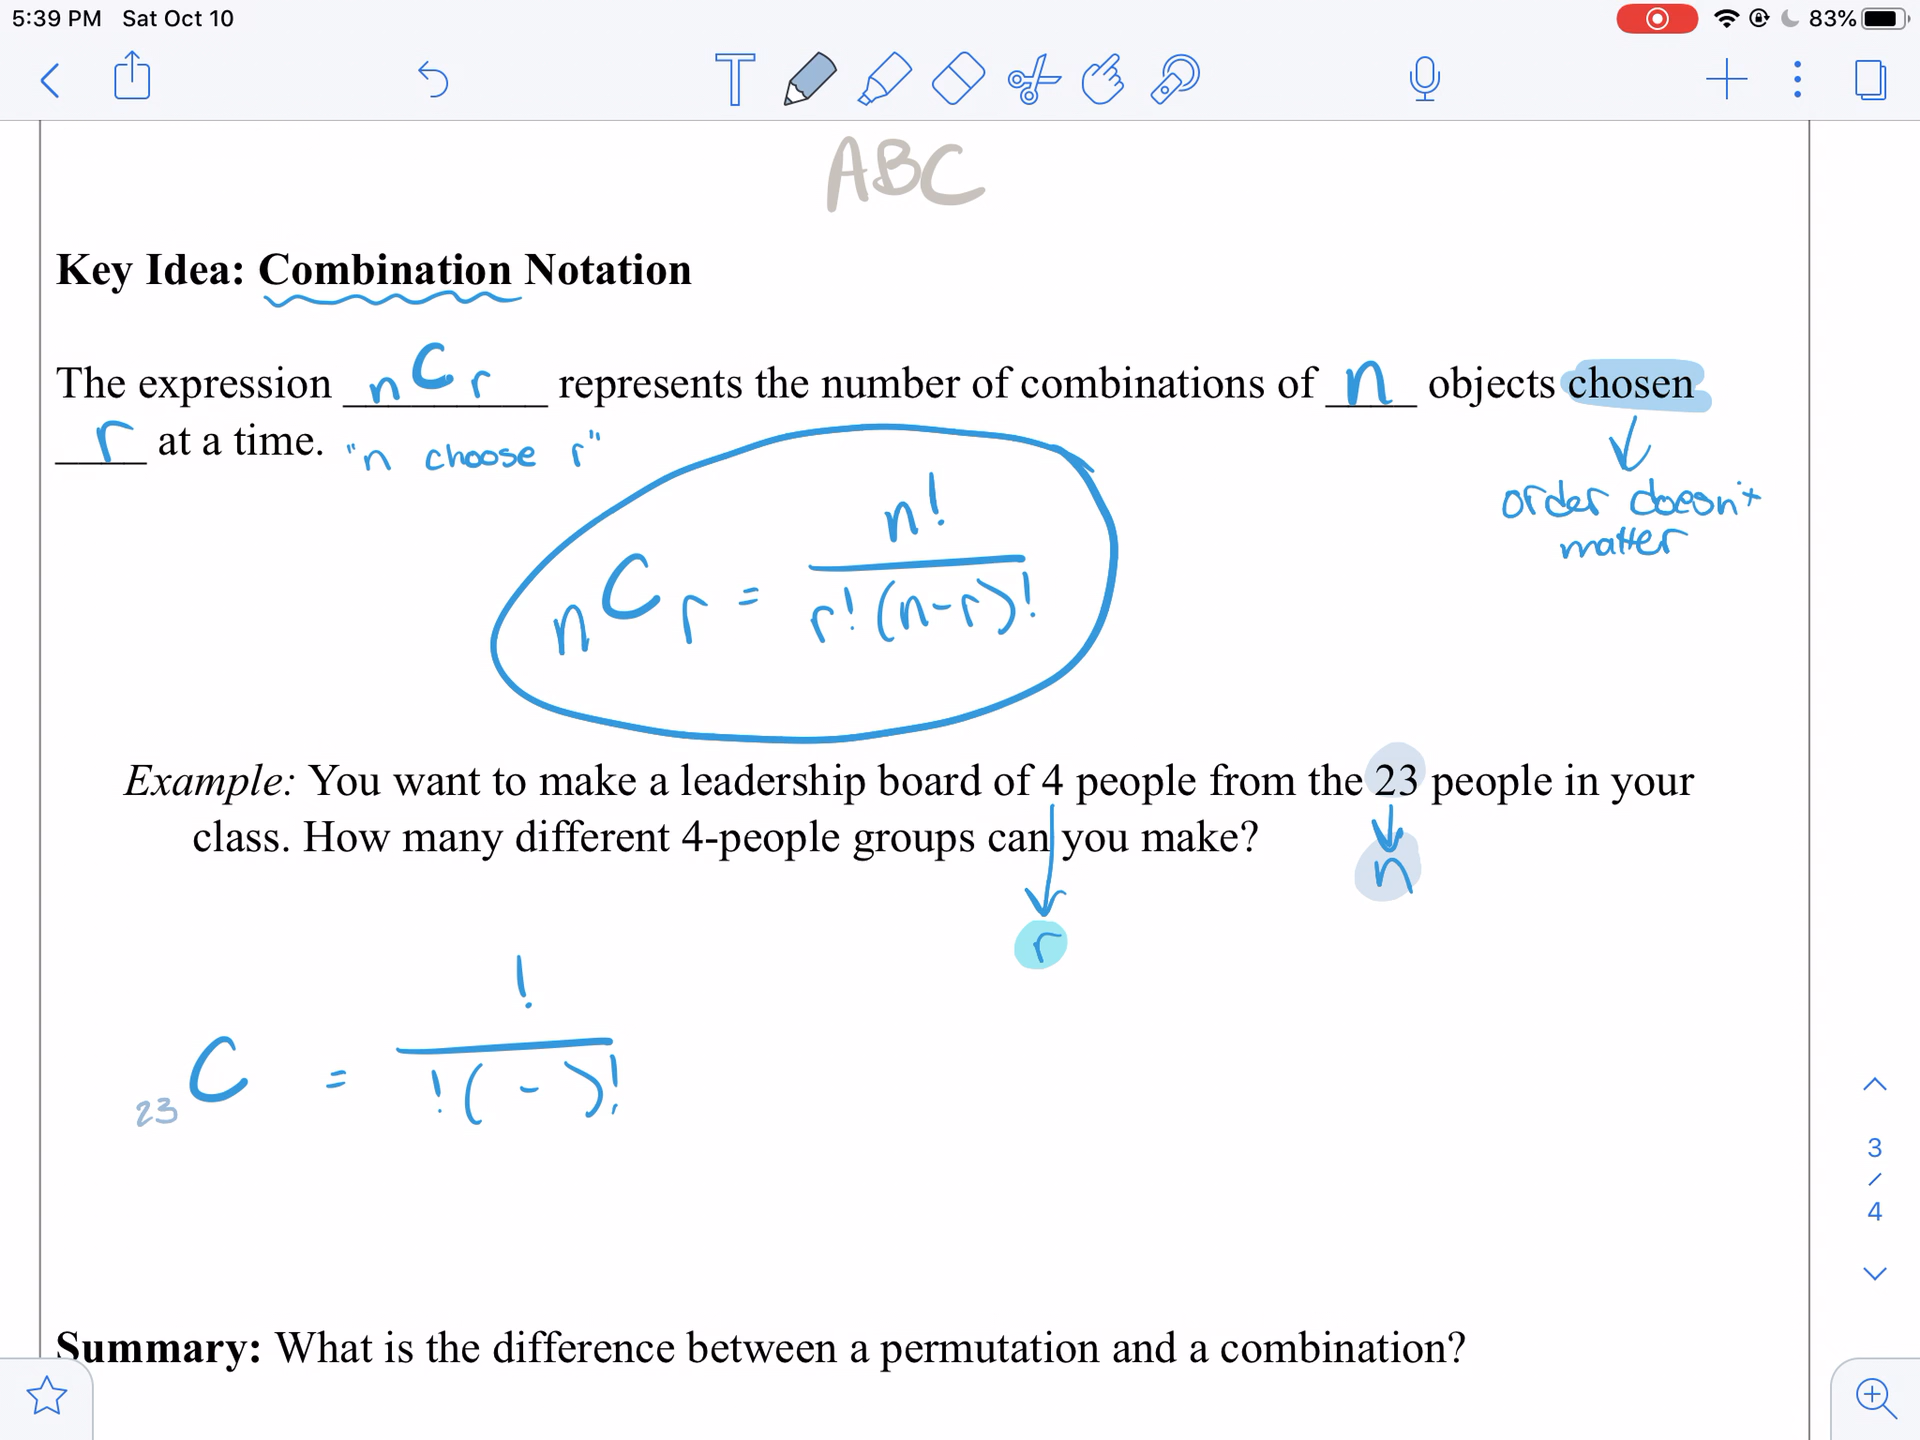 5:39 PM Sat Oct 10
83%
T
ABC
Key Idea: Combination Notation
The expression nCr represents the number of combinations of n objects chosen
r at a time. "n choose r"
order doesn't
matter
nCr = n!
r!(n-r)!
Example: You want to make a leadership board of 4 people from the 23 people in your
class. How many different 4-people groups can you make?
n
r
!
23 C = !( - )!
3
/
4
Summary: What is the difference between a permutation and a combination?